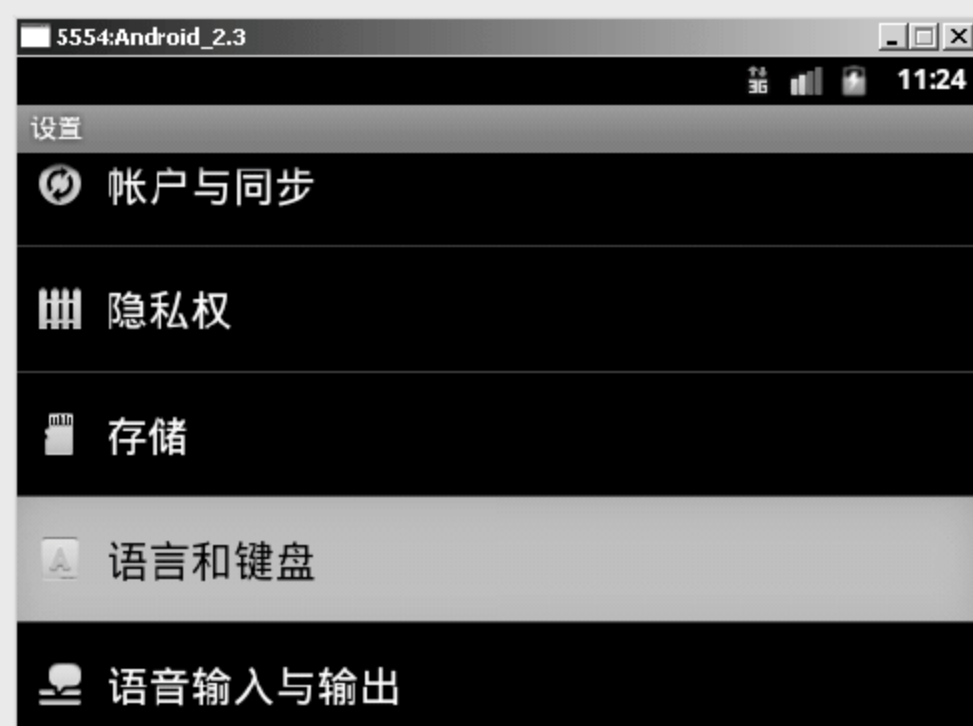 5554:Android_2.3
3G 11:24
设置
帐户与同步
隐私权
存储
A
语言和键盘
语音输入与输出